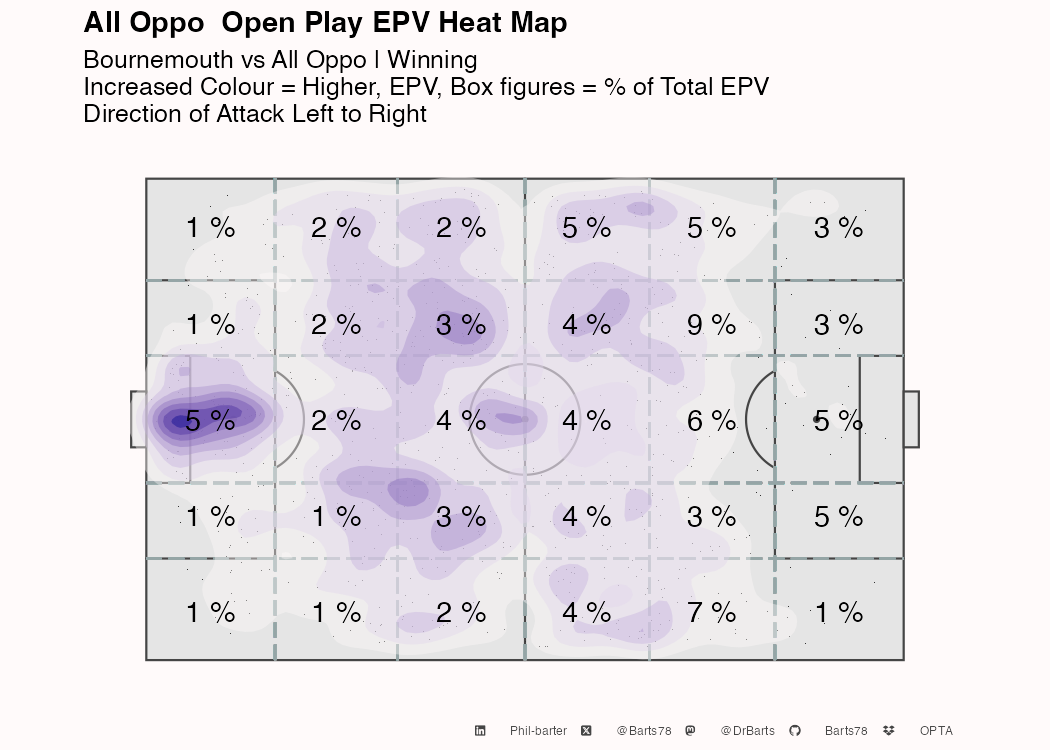 All Oppo  Open Play EPV Heat Map
Bournemouth vs All Oppo | Winning
Increased Colour = Higher, EPV, Box figures = % of Total EPV
Direction of Attack Left to Right
1 % 2 % 2 % 5 % 5 % 3 %
1 % 2 % 3 % 4 % 9 % 3 %
5 % 2 % 4 % 4 % 6 % 5 %
1 % 1 % 3 % 4 % 3 % 5 %
1 % 1 % 2 % 4 % 7 % 1 %
Phil-barter @Barts78 @DrBarts Barts78 OPTA